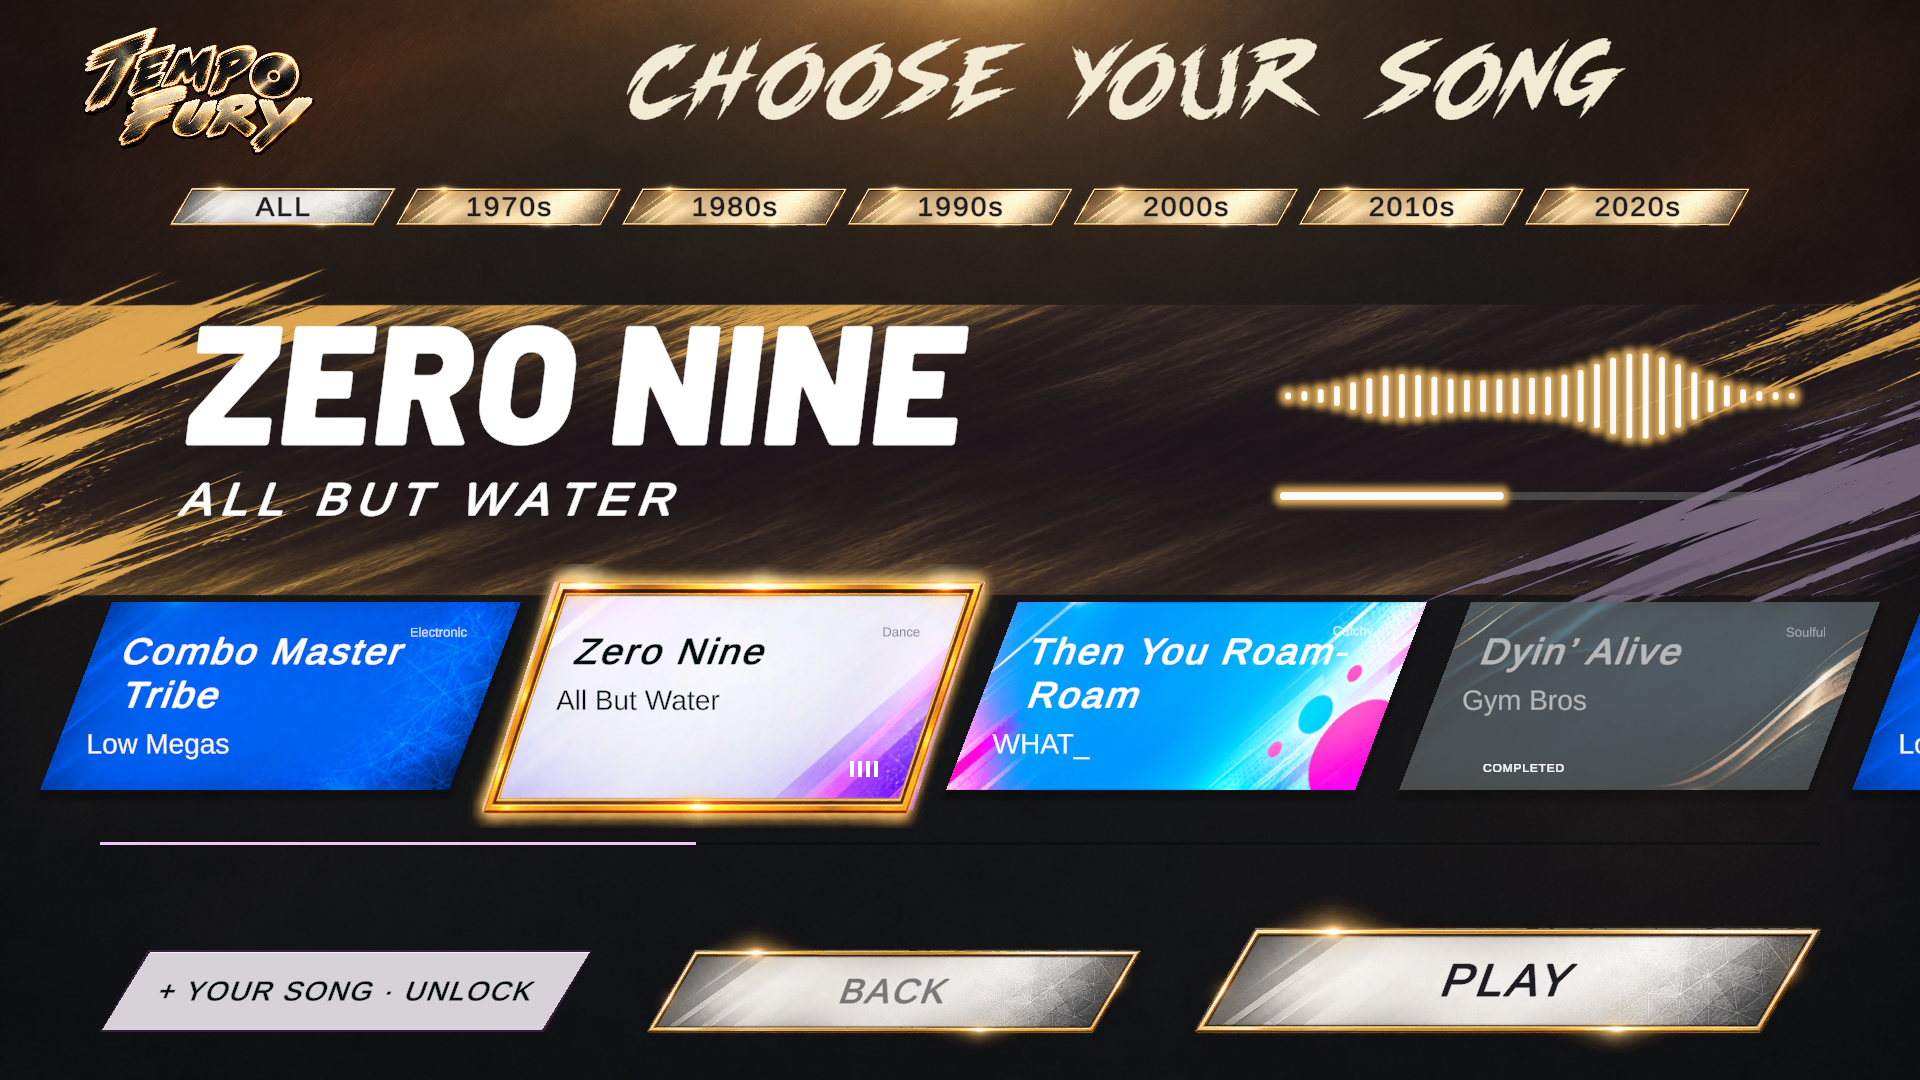 TEMPO
FURY
CHOOSE YOUR SONG
ALL
1970s
1980s
1990s
2000s
2010s
2020s
ZERO NINE
ALL BUT WATER
Electronic
Combo Master
Tribe
Low Megas
Dance
Zero Nine
All But Water
Catchy
Then You Roam-
Roam
WHAT_
Soulful
Dyin’ Alive
Gym Bros
COMPLETED
Lo
+ YOUR SONG · UNLOCK
BACK
PLAY